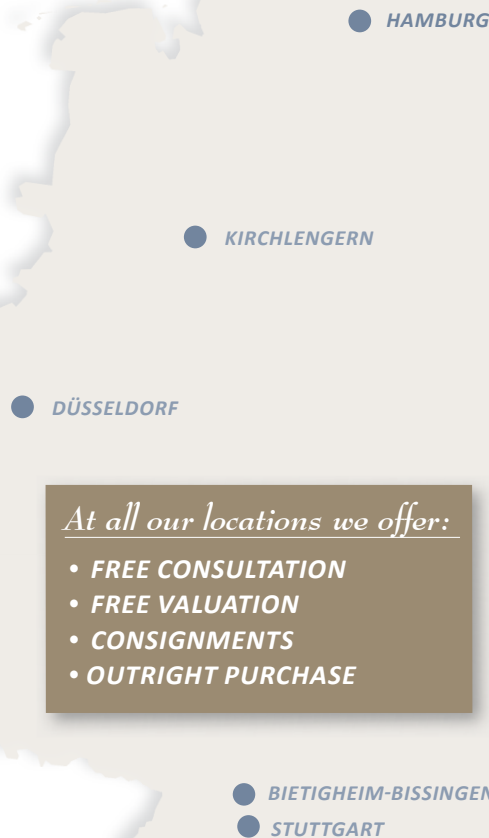 HAMBURG
KIRCHLENGERN
DÜSSELDORF
At all our locations we offer:
• FREE CONSULTATION
• FREE VALUATION
• CONSIGNMENTS
• OUTRIGHT PURCHASE
BIETIGHEIM-BISSINGEN
STUTTGART